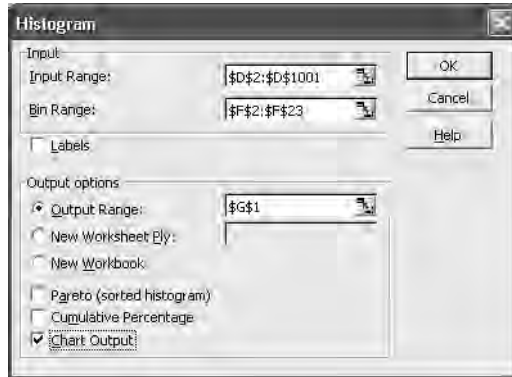 Histogram
Input
Input Range: $D$2:$D$1001
Bin Range: $F$2:$F$23
Labels
OK
Cancel
Help
Output options
Output Range: $G$1
New Worksheet Ply:
New Workbook
Pareto (sorted histogram)
Cumulative Percentage
Chart Output